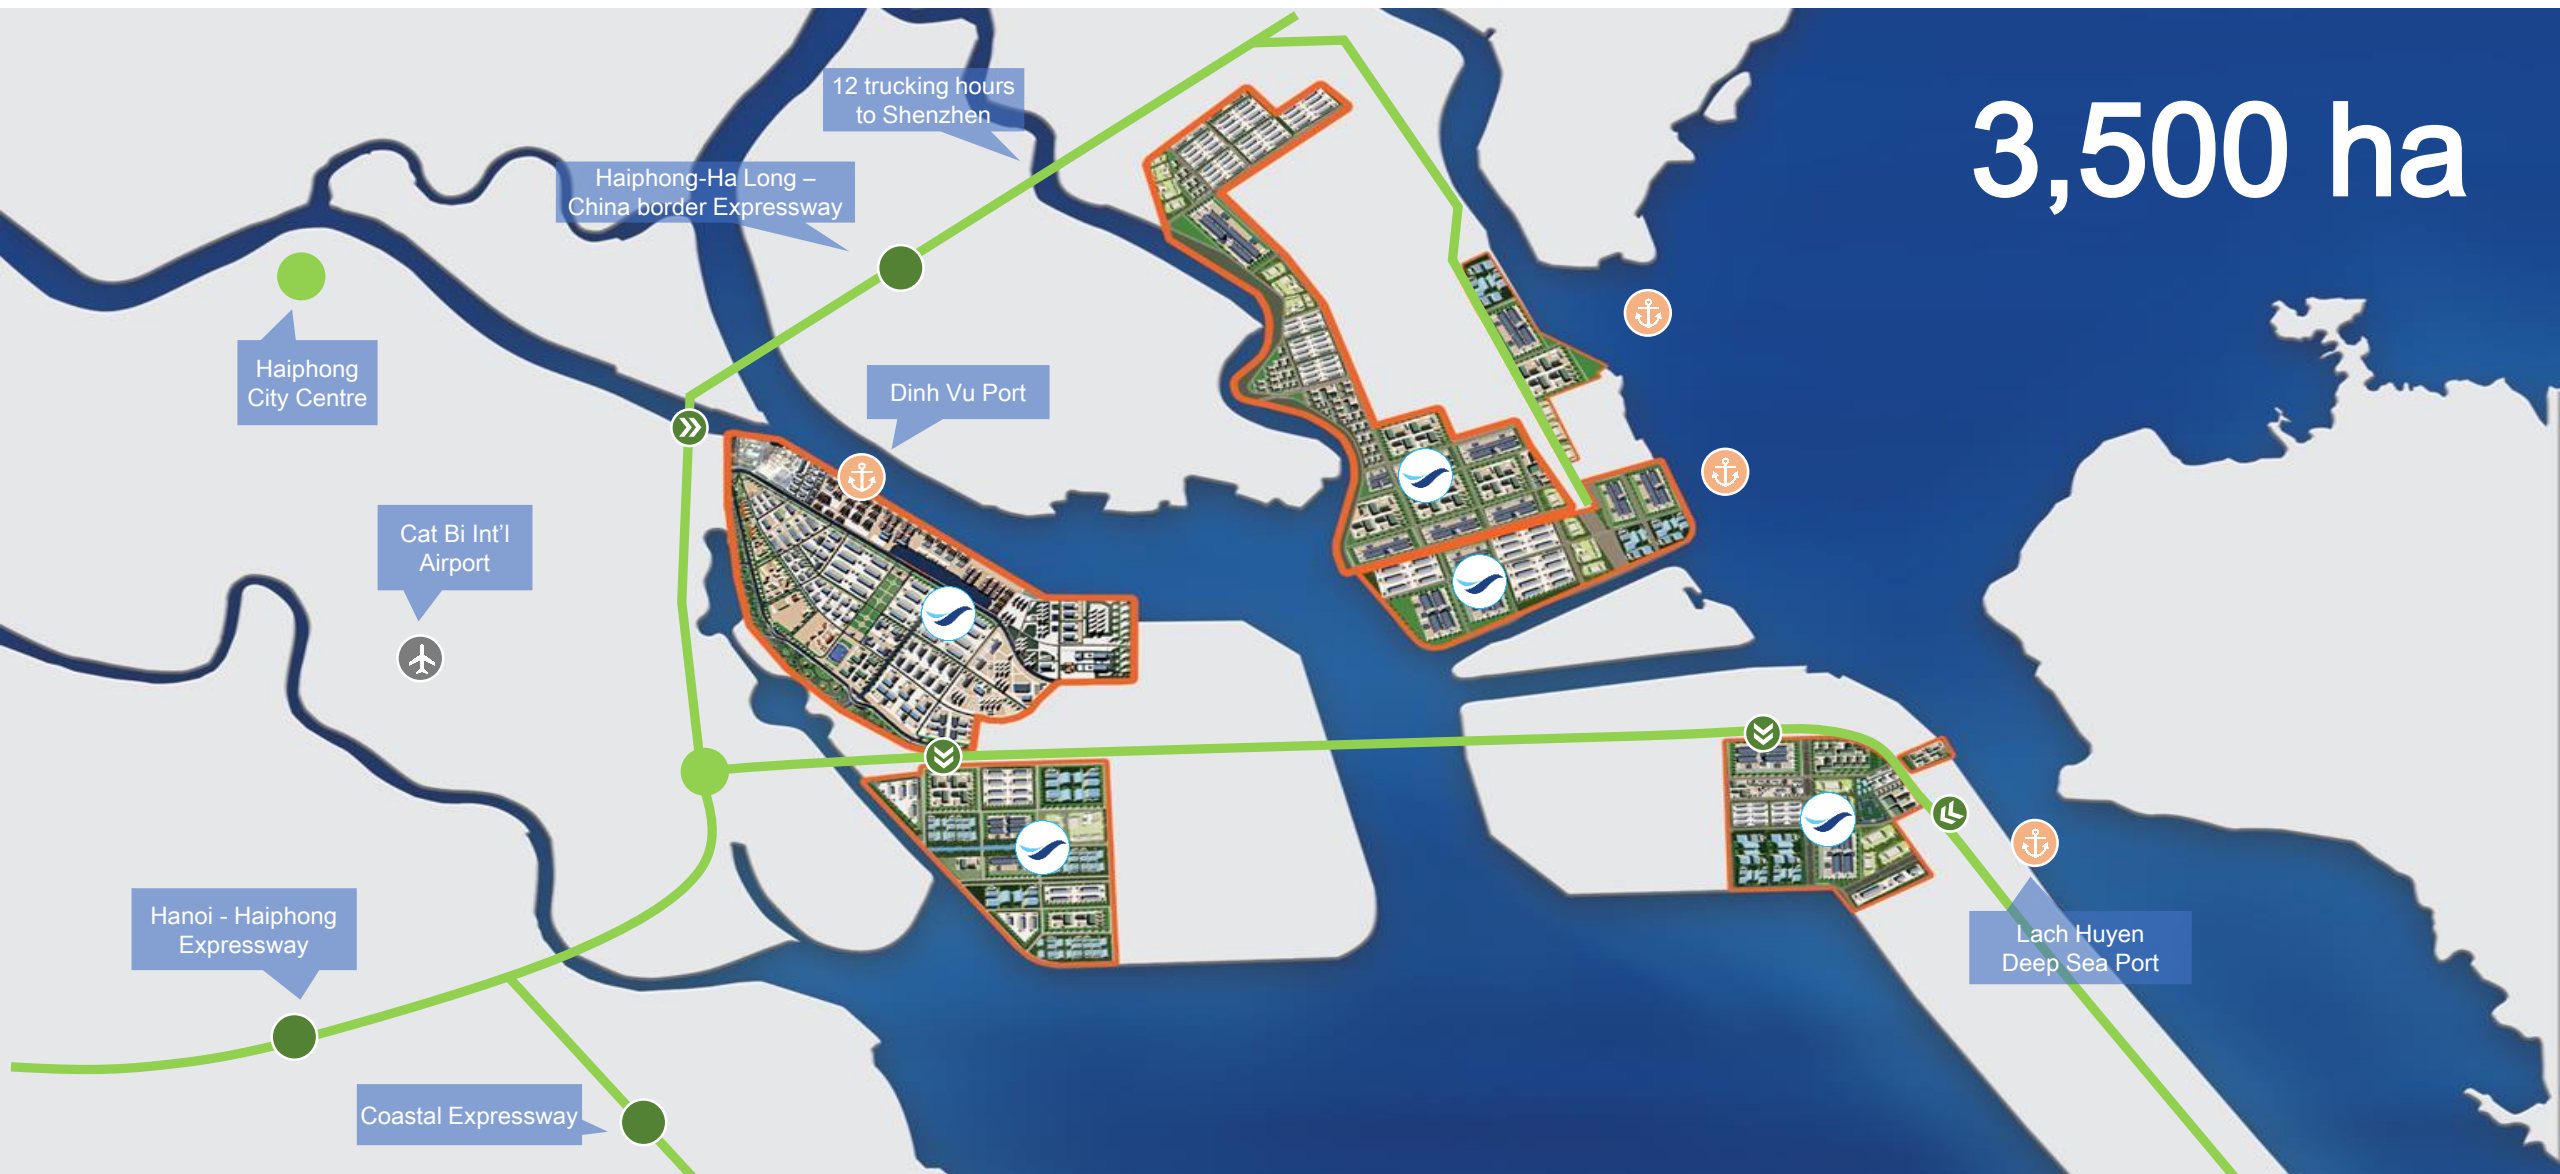 3,500 ha
12 trucking hours
to Shenzhen
Haiphong-Ha Long –
China border Expressway
Haiphong
City Centre
Dinh Vu Port
Cat Bi Int'l
Airport
Hanoi - Haiphong
Expressway
Lach Huyen
Deep Sea Port
Coastal Expressway